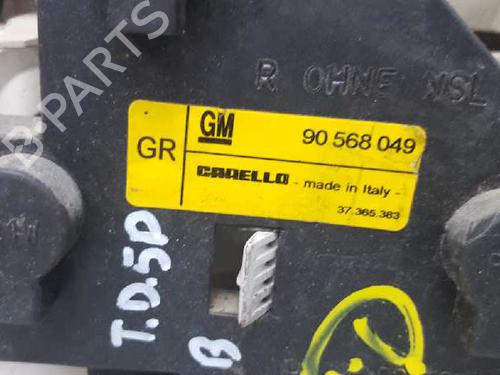 R OHNE NSL
GM 90 568 049
GR
CARELLO - made in Italy -
37.365.383
B-PARTS
T.D.5P
B